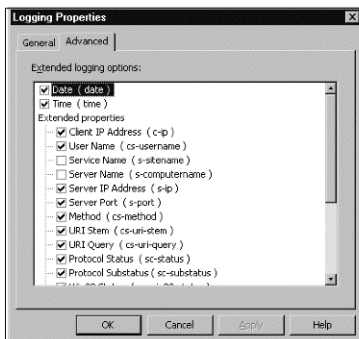 Logging Properties
General Advanced
Extended logging options:
Date ( date )
Time ( time )
Extended properties
Client IP Address ( c-ip )
User Name ( cs-username )
Service Name ( s-sitename )
Server Name ( s-computername )
Server IP Address ( s-ip )
Server Port ( s-port )
Method ( cs-method )
URI Stem ( cs-uri-stem )
URI Query ( cs-uri-query )
Protocol Status ( sc-status )
Protocol Substatus ( sc-substatus )
OK Cancel Apply Help